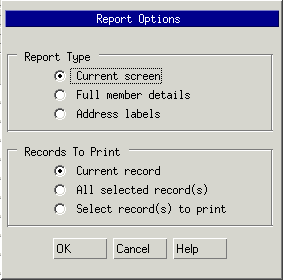 Report Options
Report Type
Current screen
Full member details
Address labels
Records To Print
Current record
All selected record(s)
Select record(s) to print
OK Cancel Help